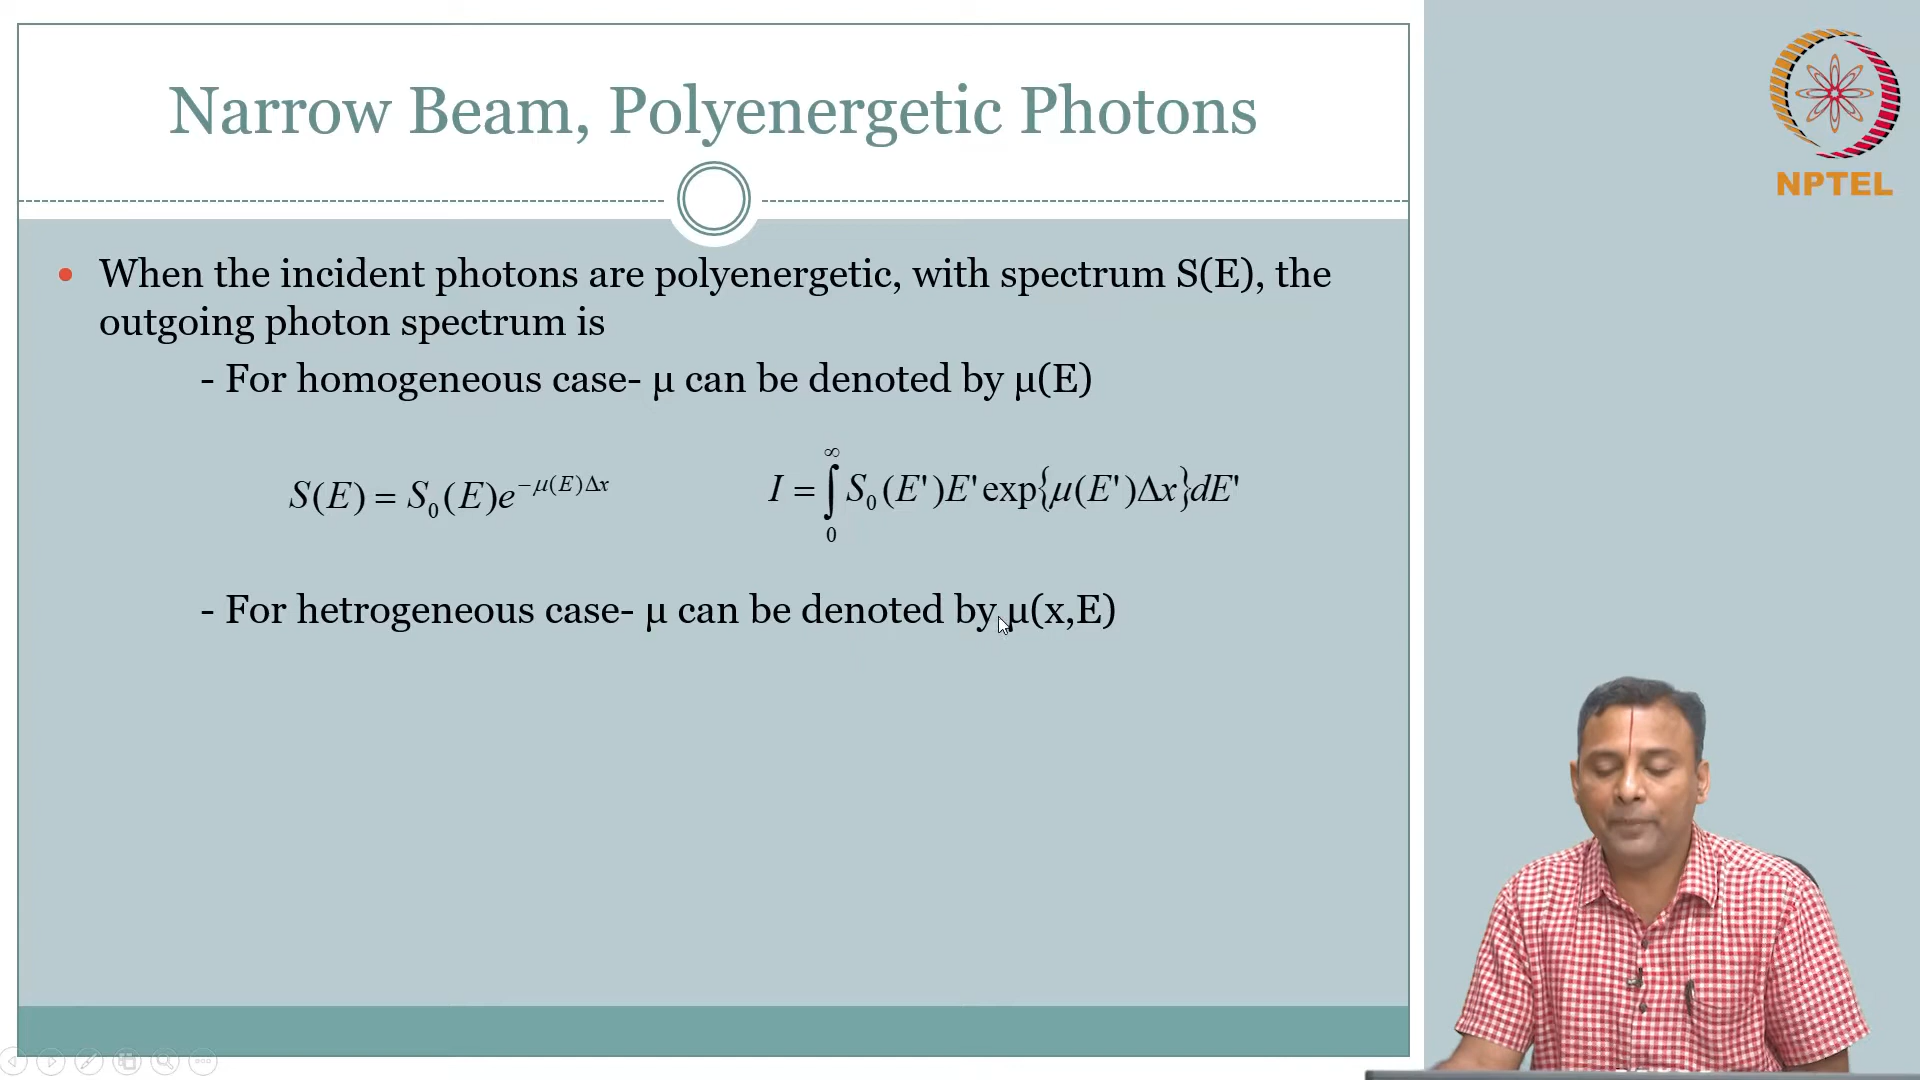 Narrow Beam, Polyenergetic Photons
NPTEL
• When the incident photons are polyenergetic, with spectrum S(E), the
outgoing photon spectrum is
- For homogeneous case- μ can be denoted by μ(E)
S(E) = S₀(E)e^{-μ(E)Δx}
I = ∫₀^∞ S₀(E')E' exp{μ(E')Δx}dE'
- For hetrogeneous case- μ can be denoted by μ(x,E)